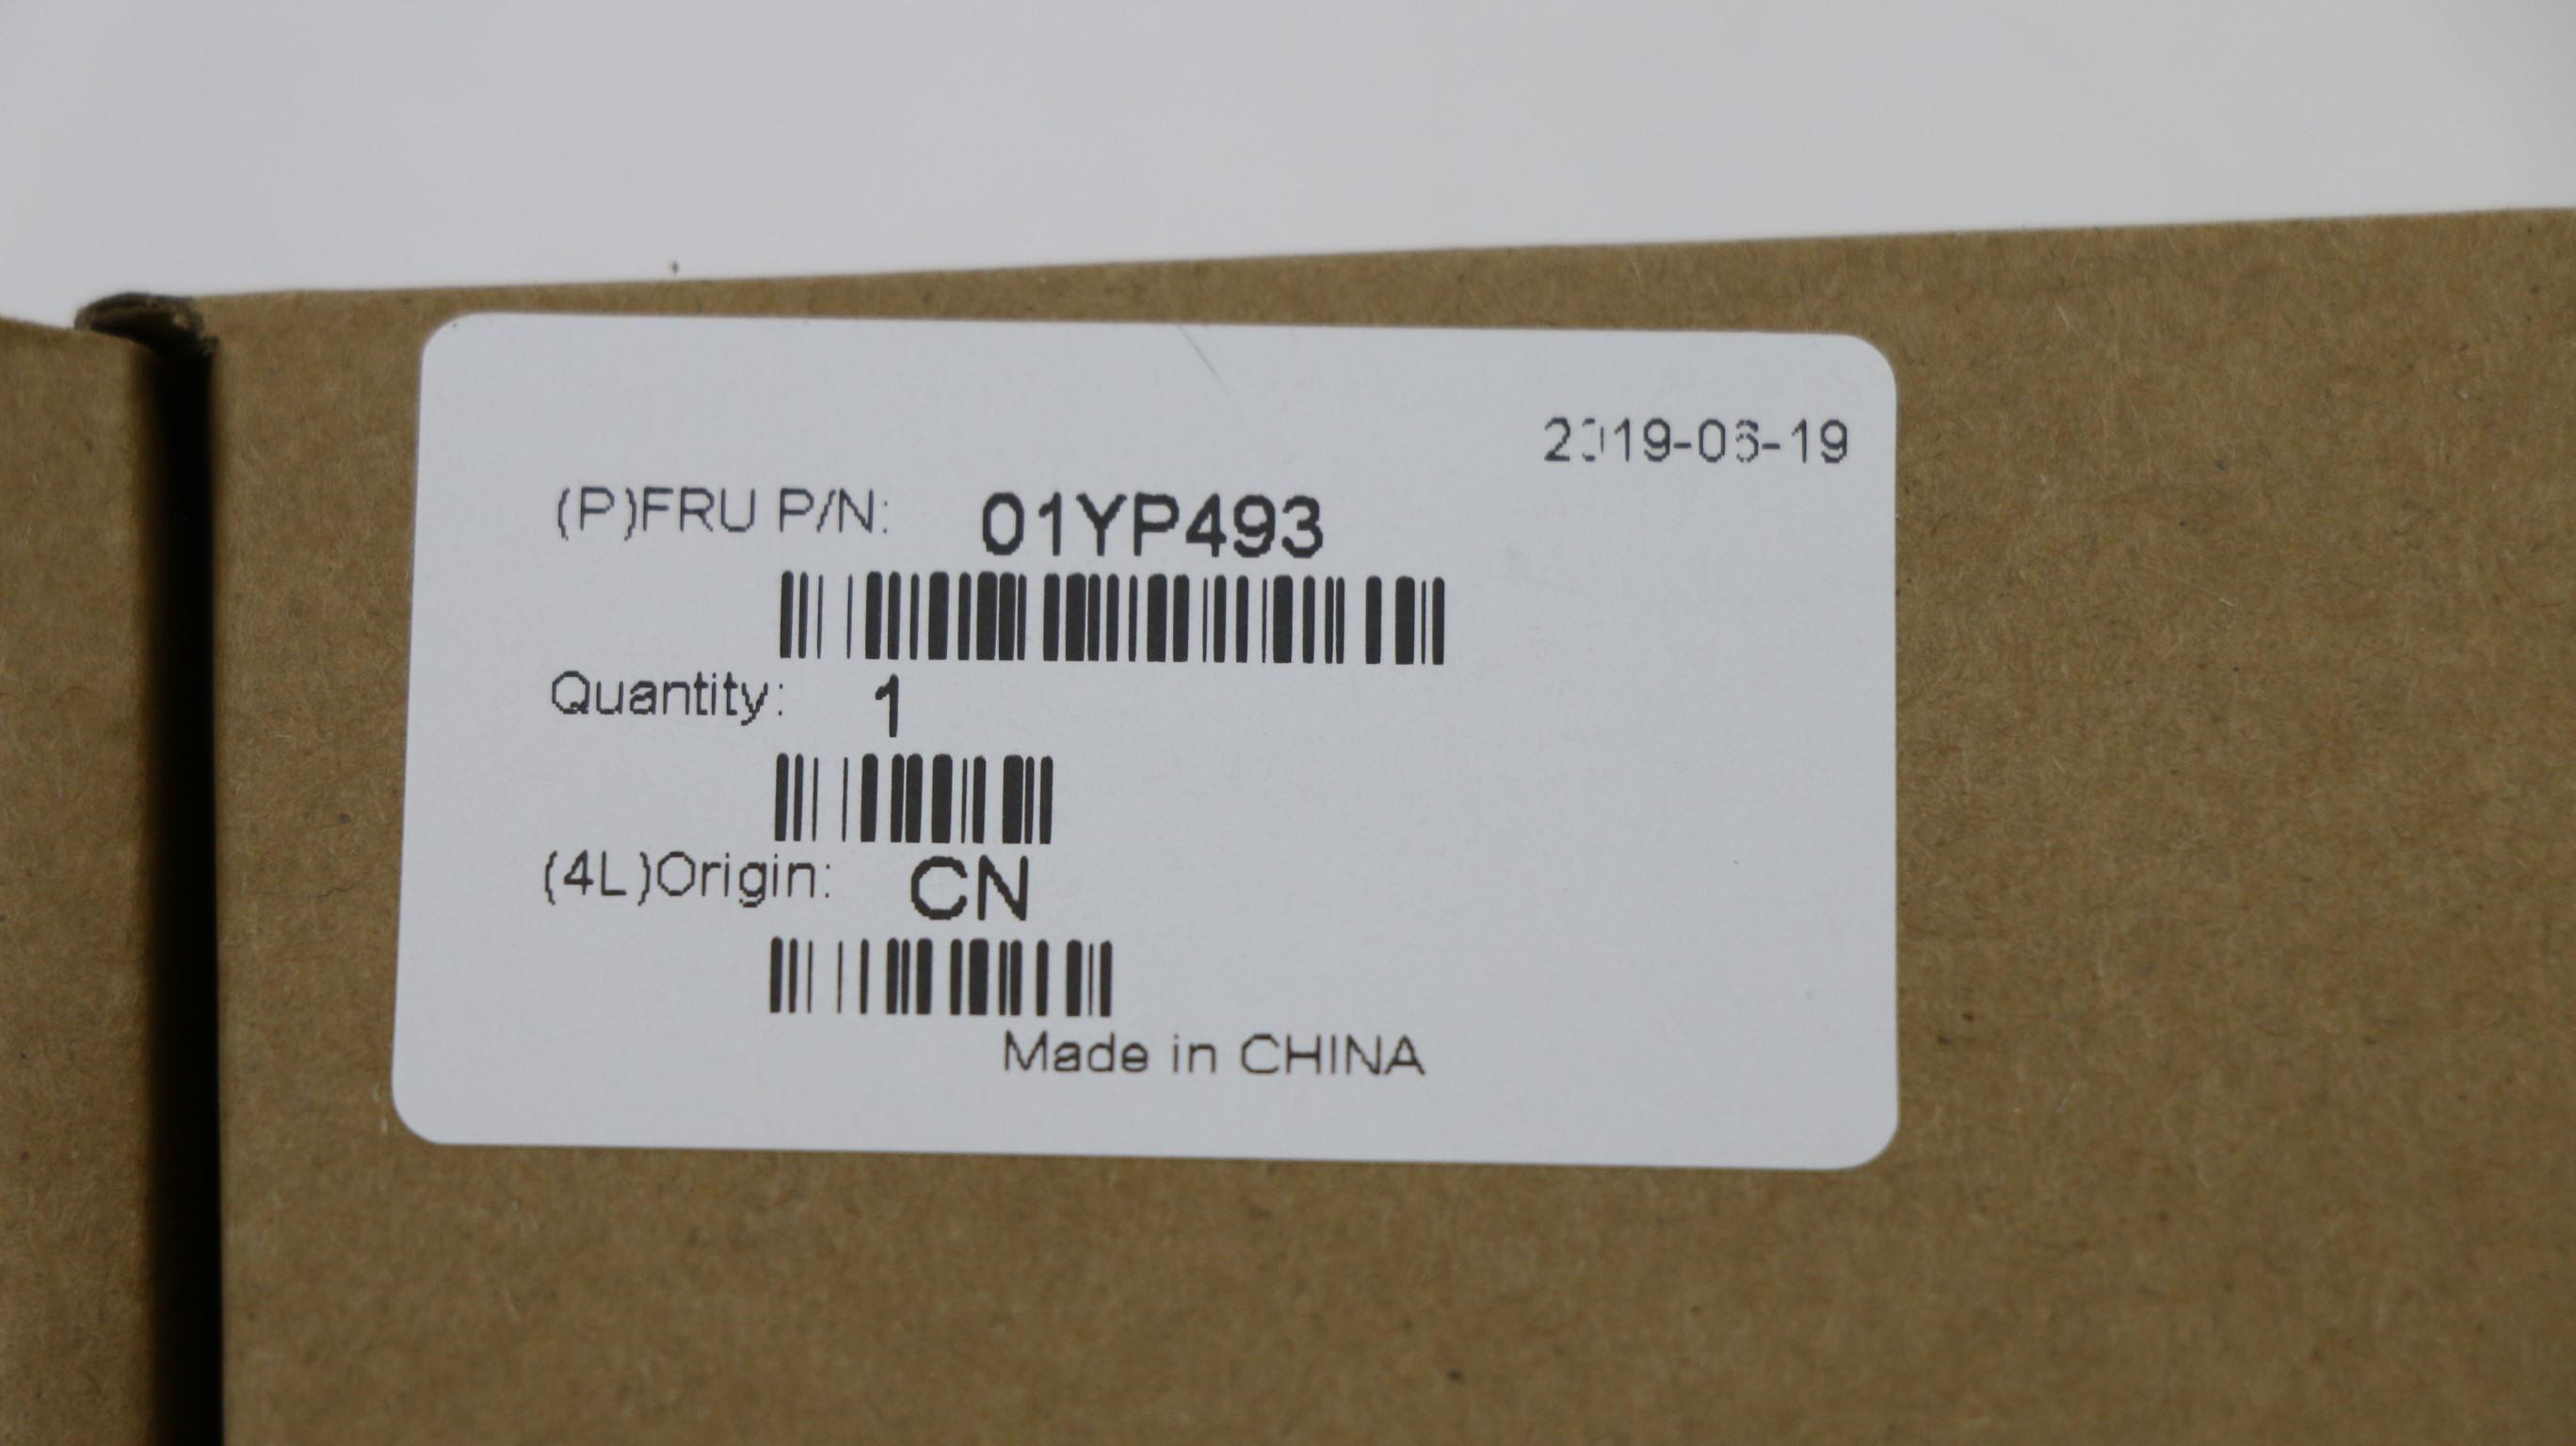 2019-06-19
(P)FRU P/N: 01YP493
Quantity: 1
(4L)Origin: CN
Made in CHINA